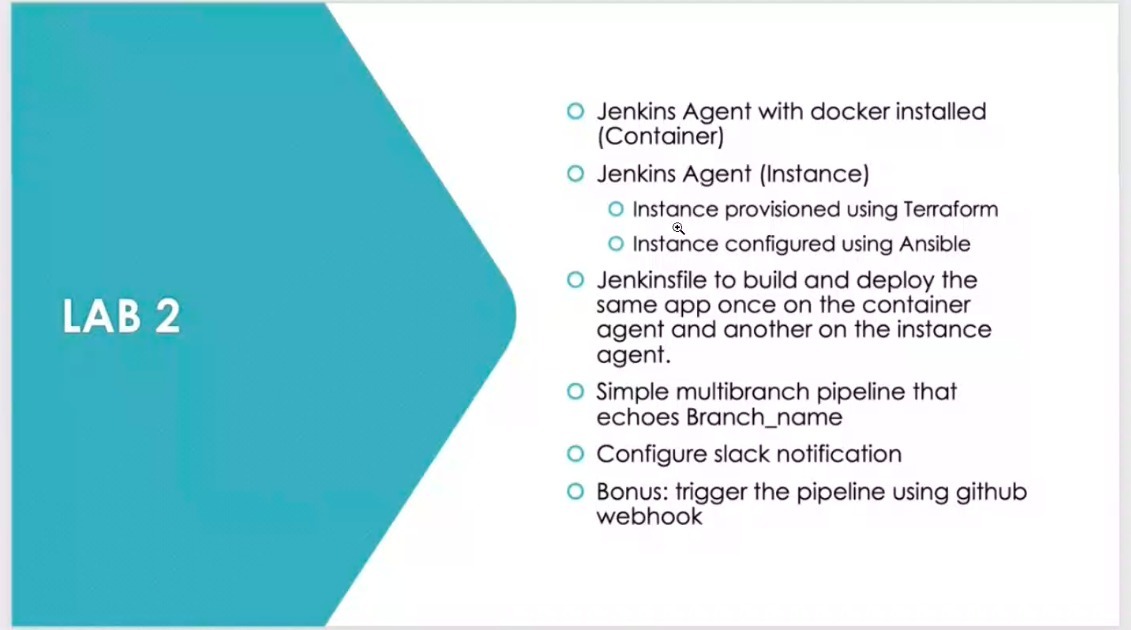 LAB 2
Jenkins Agent with docker installed
(Container)
Jenkins Agent (Instance)
Instance provisioned using Terraform
Instance configured using Ansible
Jenkinsfile to build and deploy the
same app once on the container
agent and another on the instance
agent.
Simple multibranch pipeline that
echoes Branch_name
Configure slack notification
Bonus: trigger the pipeline using github
webhook